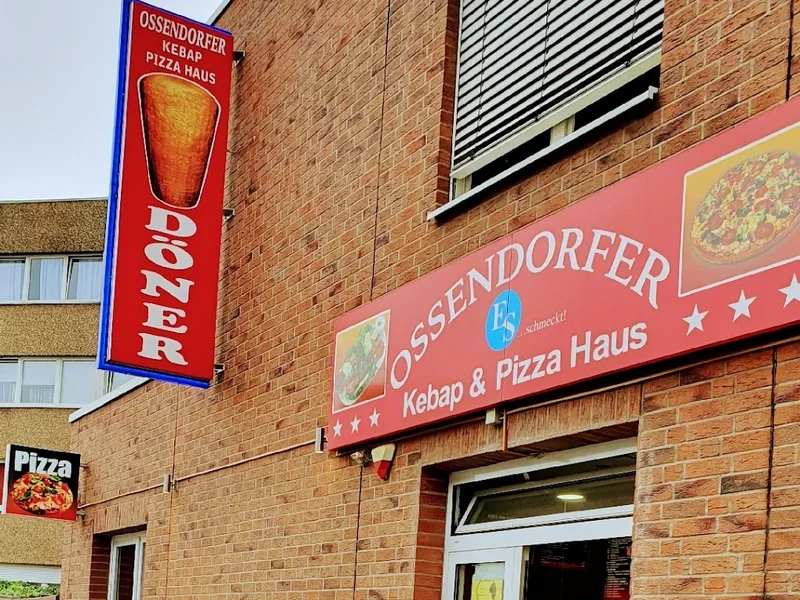 OSSENDORFER
KEBAP
PIZZA HAUS
DÖNER
Pizza
OSSENDORFER
ES
...schmeckt!
Kebap & Pizza Haus